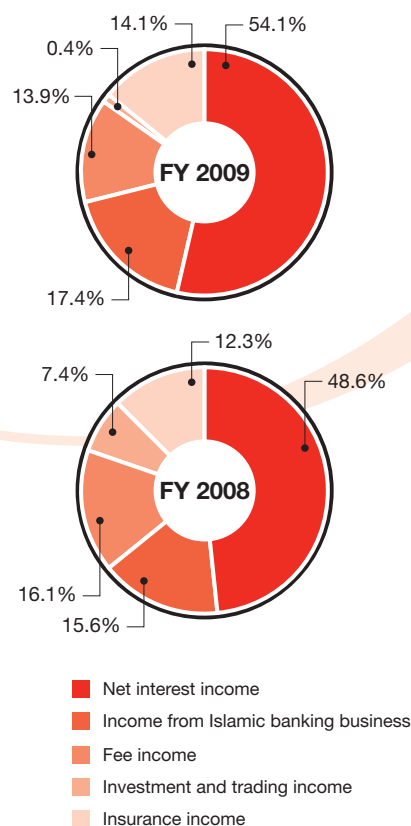 14.1%
54.1%
0.4%
13.9%
FY 2009
17.4%
12.3%
7.4%
48.6%
FY 2008
16.1%
15.6%
Net interest income
Income from Islamic banking business
Fee income
Investment and trading income
Insurance income